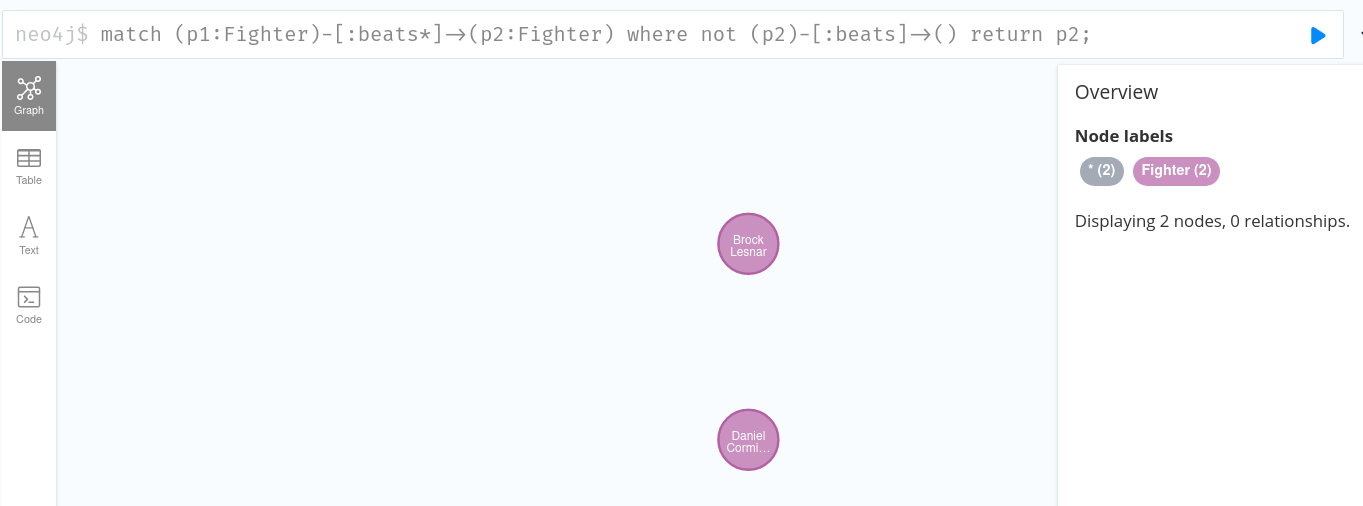 neo4j$ match (p1:Fighter)-[:beats*]->(p2:Fighter) where not (p2)-[:beats]->() return p2;
Graph
Table
Text
Code
Brock
Lesnar
Daniel
Cormi...
Overview
Node labels
* (2) Fighter (2)
Displaying 2 nodes, 0 relationships.